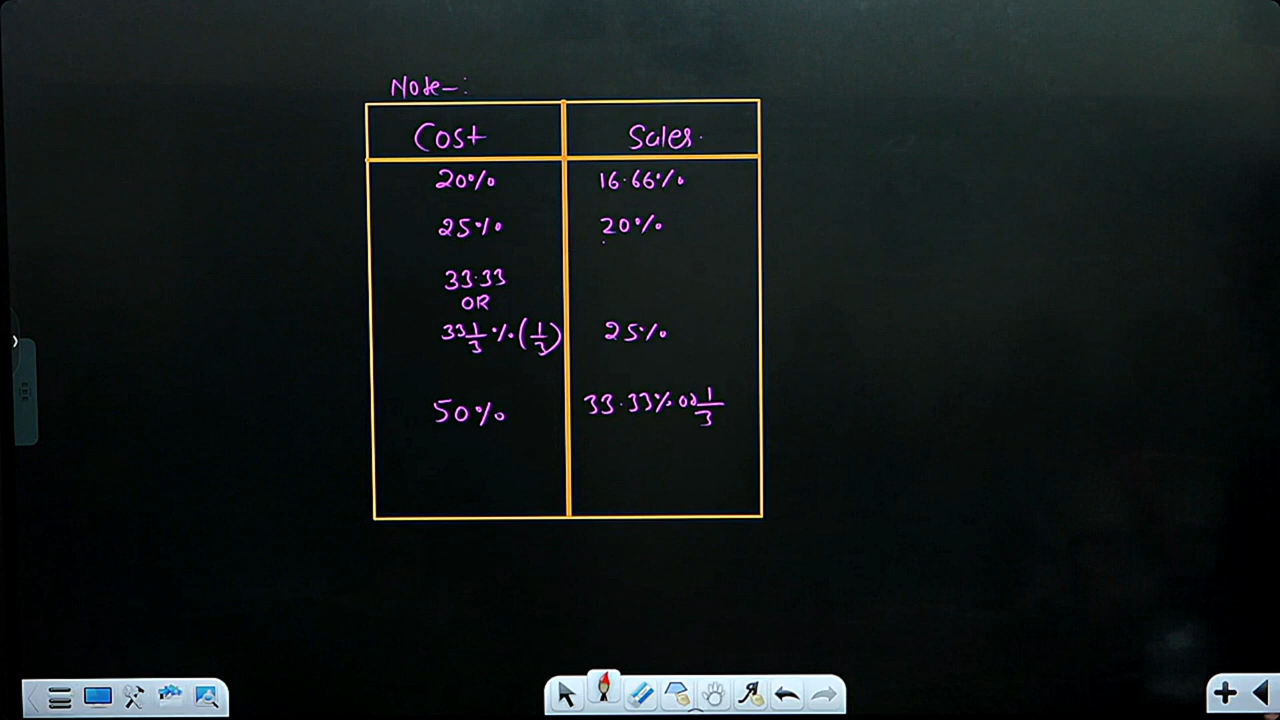 Note-:
Cost Sales.
20% 16.66%
25% 20%
33.33
OR
33 1/3 % (1/3) 25%
50% 33.33% or 1/3